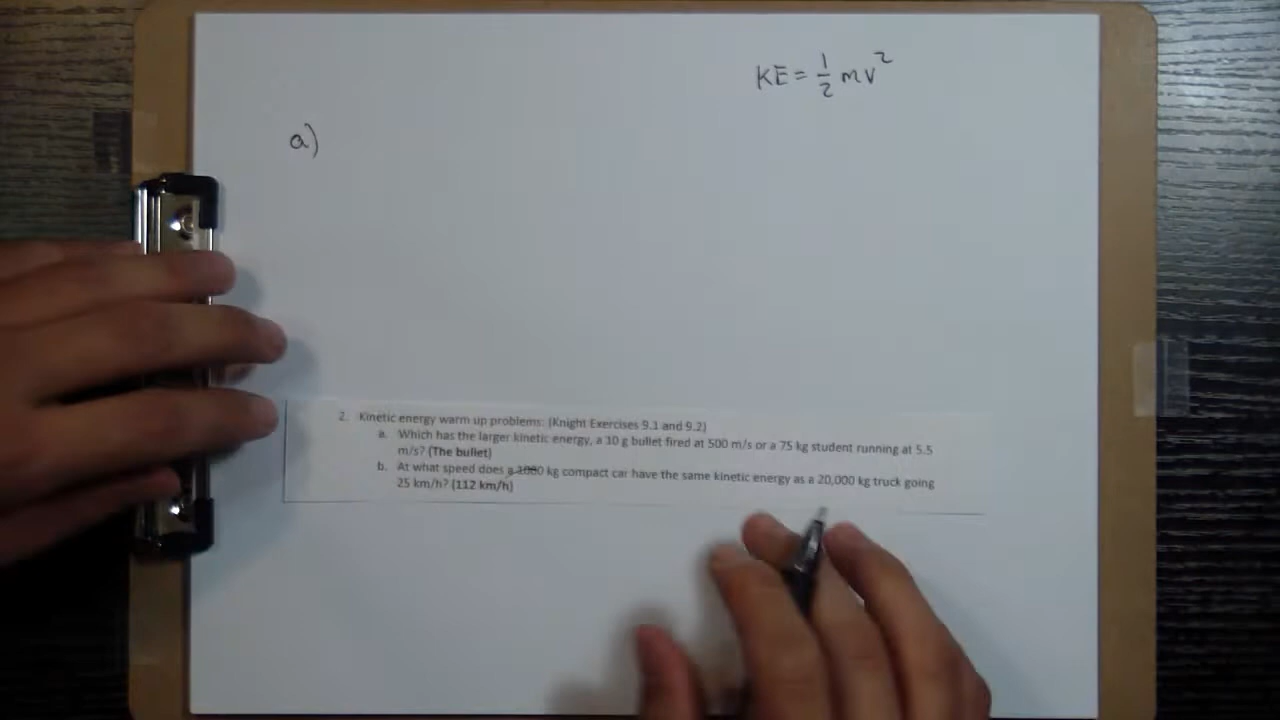 KE = 1/2 mv²
a)
2. Kinetic energy warm up problems: (Knight Exercises 9.1 and 9.2)
a. Which has the larger kinetic energy, a 10 g bullet fired at 500 m/s or a 75 kg student running at 5.5
m/s? (The bullet)
b. At what speed does a 1000 kg compact car have the same kinetic energy as a 20,000 kg truck going
25 km/h? (112 km/h)